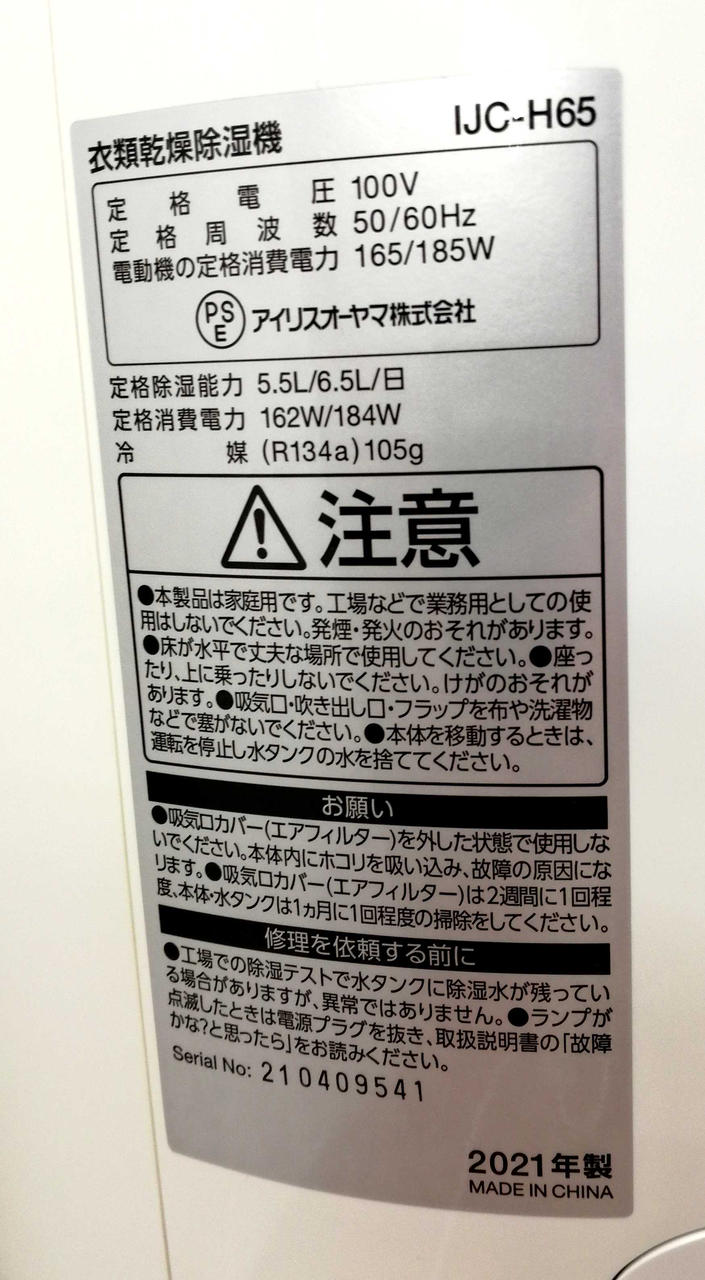 衣類乾燥除湿機 IJC-H65
定格電圧 100V
定格周波数 50/60Hz
電動機の定格消費電力 165/185W
PSE アイリスオーヤマ株式会社
定格除湿能力 5.5L/6.5L/日
定格消費電力 162W/184W
冷媒 (R134a)105g
注意
●本製品は家庭用です。工場などで業務用としての使
用はしないでください。発煙・発火のおそれがあります。
●床が水平で丈夫な場所で使用してください。●座っ
たり、上に乗ったりしないでください。けがのおそれが
あります。●吸気口・吹き出し口・フラップを布や洗濯物
などで塞がないでください。●本体を移動するときは、
運転を停止し水タンクの水を捨ててください。
お願い
●吸気口カバー(エアフィルター)を外した状態で使用しな
いでください。本体内にホコリを吸い込み、故障の原因にな
ります。●吸気口カバー(エアフィルター)は2週間に1回程
度、本体・水タンクは1ヵ月に1回程度の掃除をしてください。
修理を依頼する前に
●工場での除湿テストで水タンクに除湿水が残ってい
る場合がありますが、異常ではありません。●ランプが
点滅したときは電源プラグを抜き、取扱説明書の「故障
かな?と思ったら」をお読みください。
Serial No: 210409541
2021年製
MADE IN CHINA